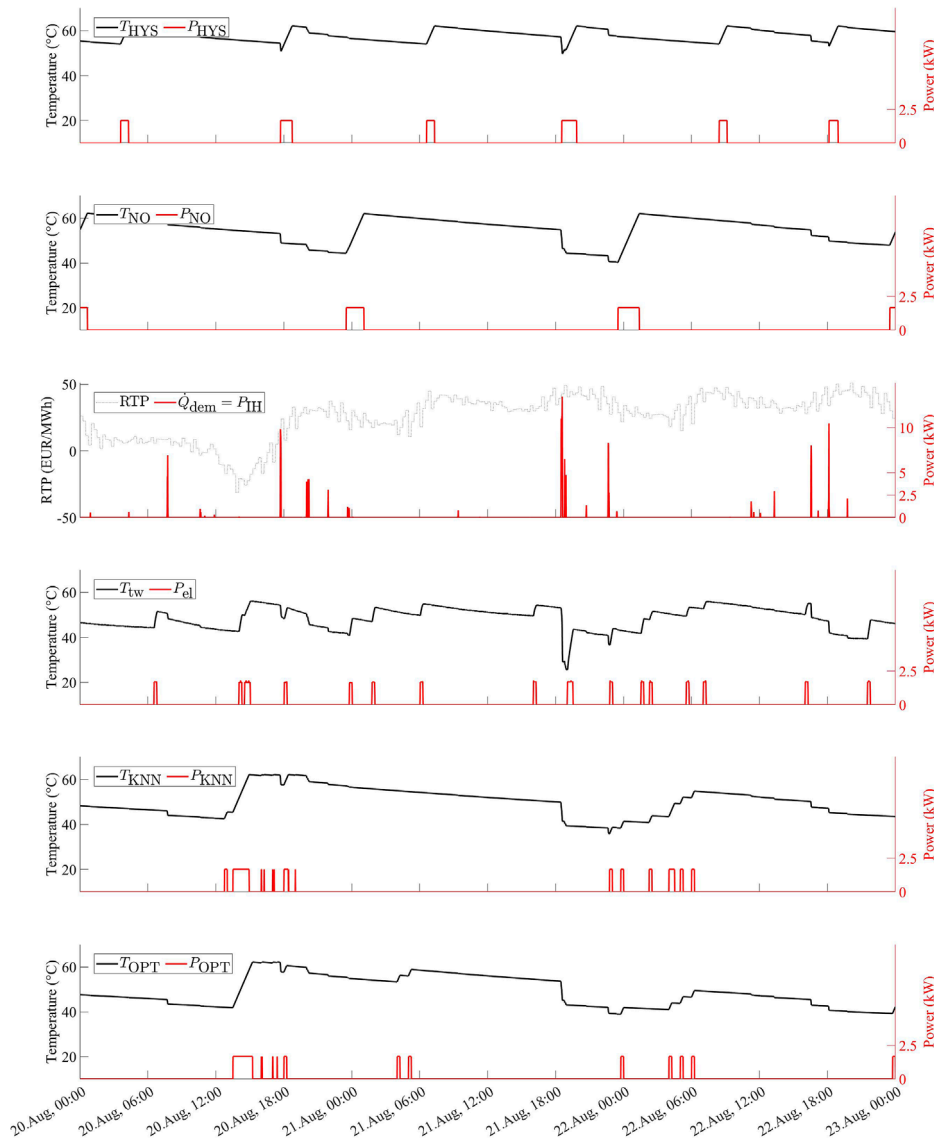 T_HYS P_HYS
Temperature (°C)
60
40
20
Power (kW)
2.5
0
T_NO P_NO
Temperature (°C)
60
40
20
Power (kW)
2.5
0
RTP Q̇_dem = P_IH
RTP (EUR/MWh)
50
0
-50
Power (kW)
10
5
2.5
0
T_tw P_el
Temperature (°C)
60
40
20
Power (kW)
2.5
0
T_KNN P_KNN
Temperature (°C)
60
40
20
Power (kW)
2.5
0
T_OPT P_OPT
Temperature (°C)
60
40
20
Power (kW)
2.5
0
20.Aug. 00:00
20.Aug. 06:00
20.Aug. 12:00
20.Aug. 18:00
21.Aug. 00:00
21.Aug. 06:00
21.Aug. 12:00
21.Aug. 18:00
22.Aug. 00:00
22.Aug. 06:00
22.Aug. 12:00
22.Aug. 18:00
23.Aug. 00:00